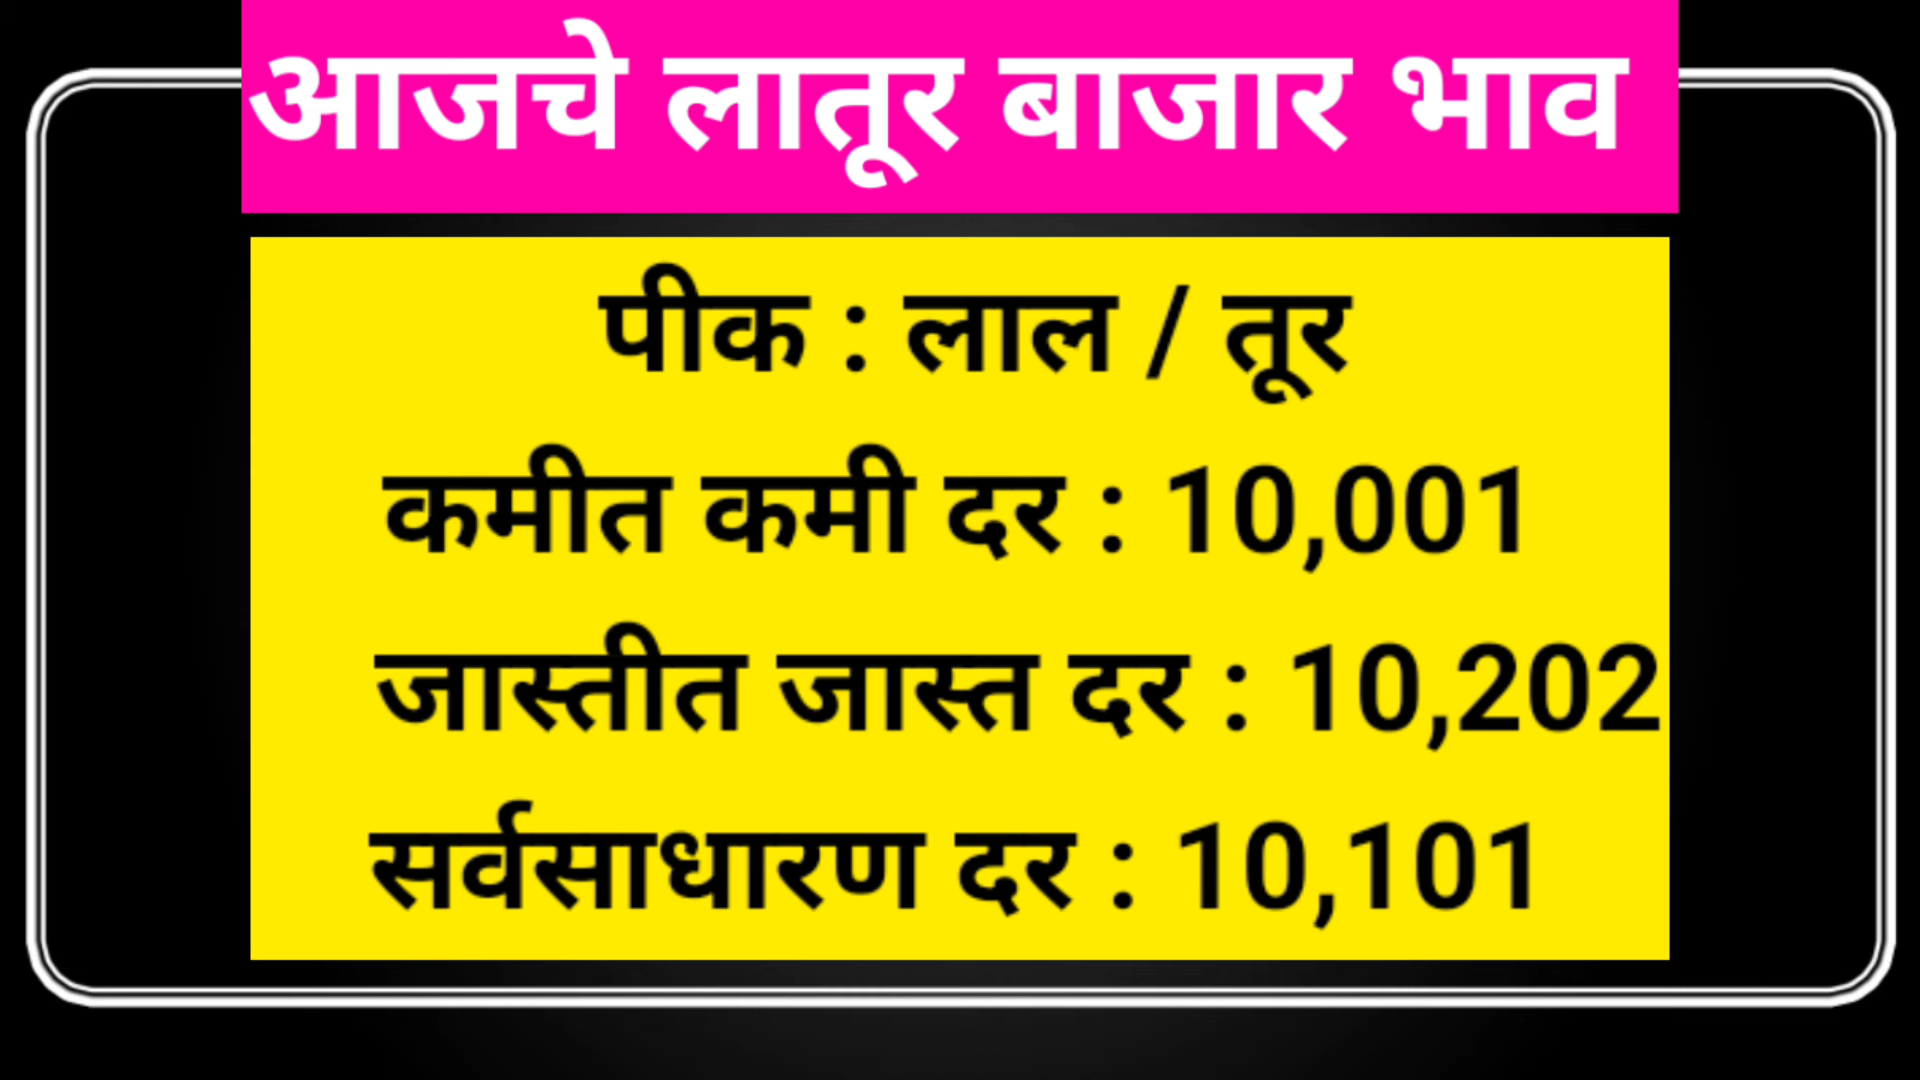 आजचे लातूर बाजार भाव
पीक : लाल / तूर
कमीत कमी दर : 10,001
जास्तीत जास्त दर : 10,202
सर्वसाधारण दर : 10,101